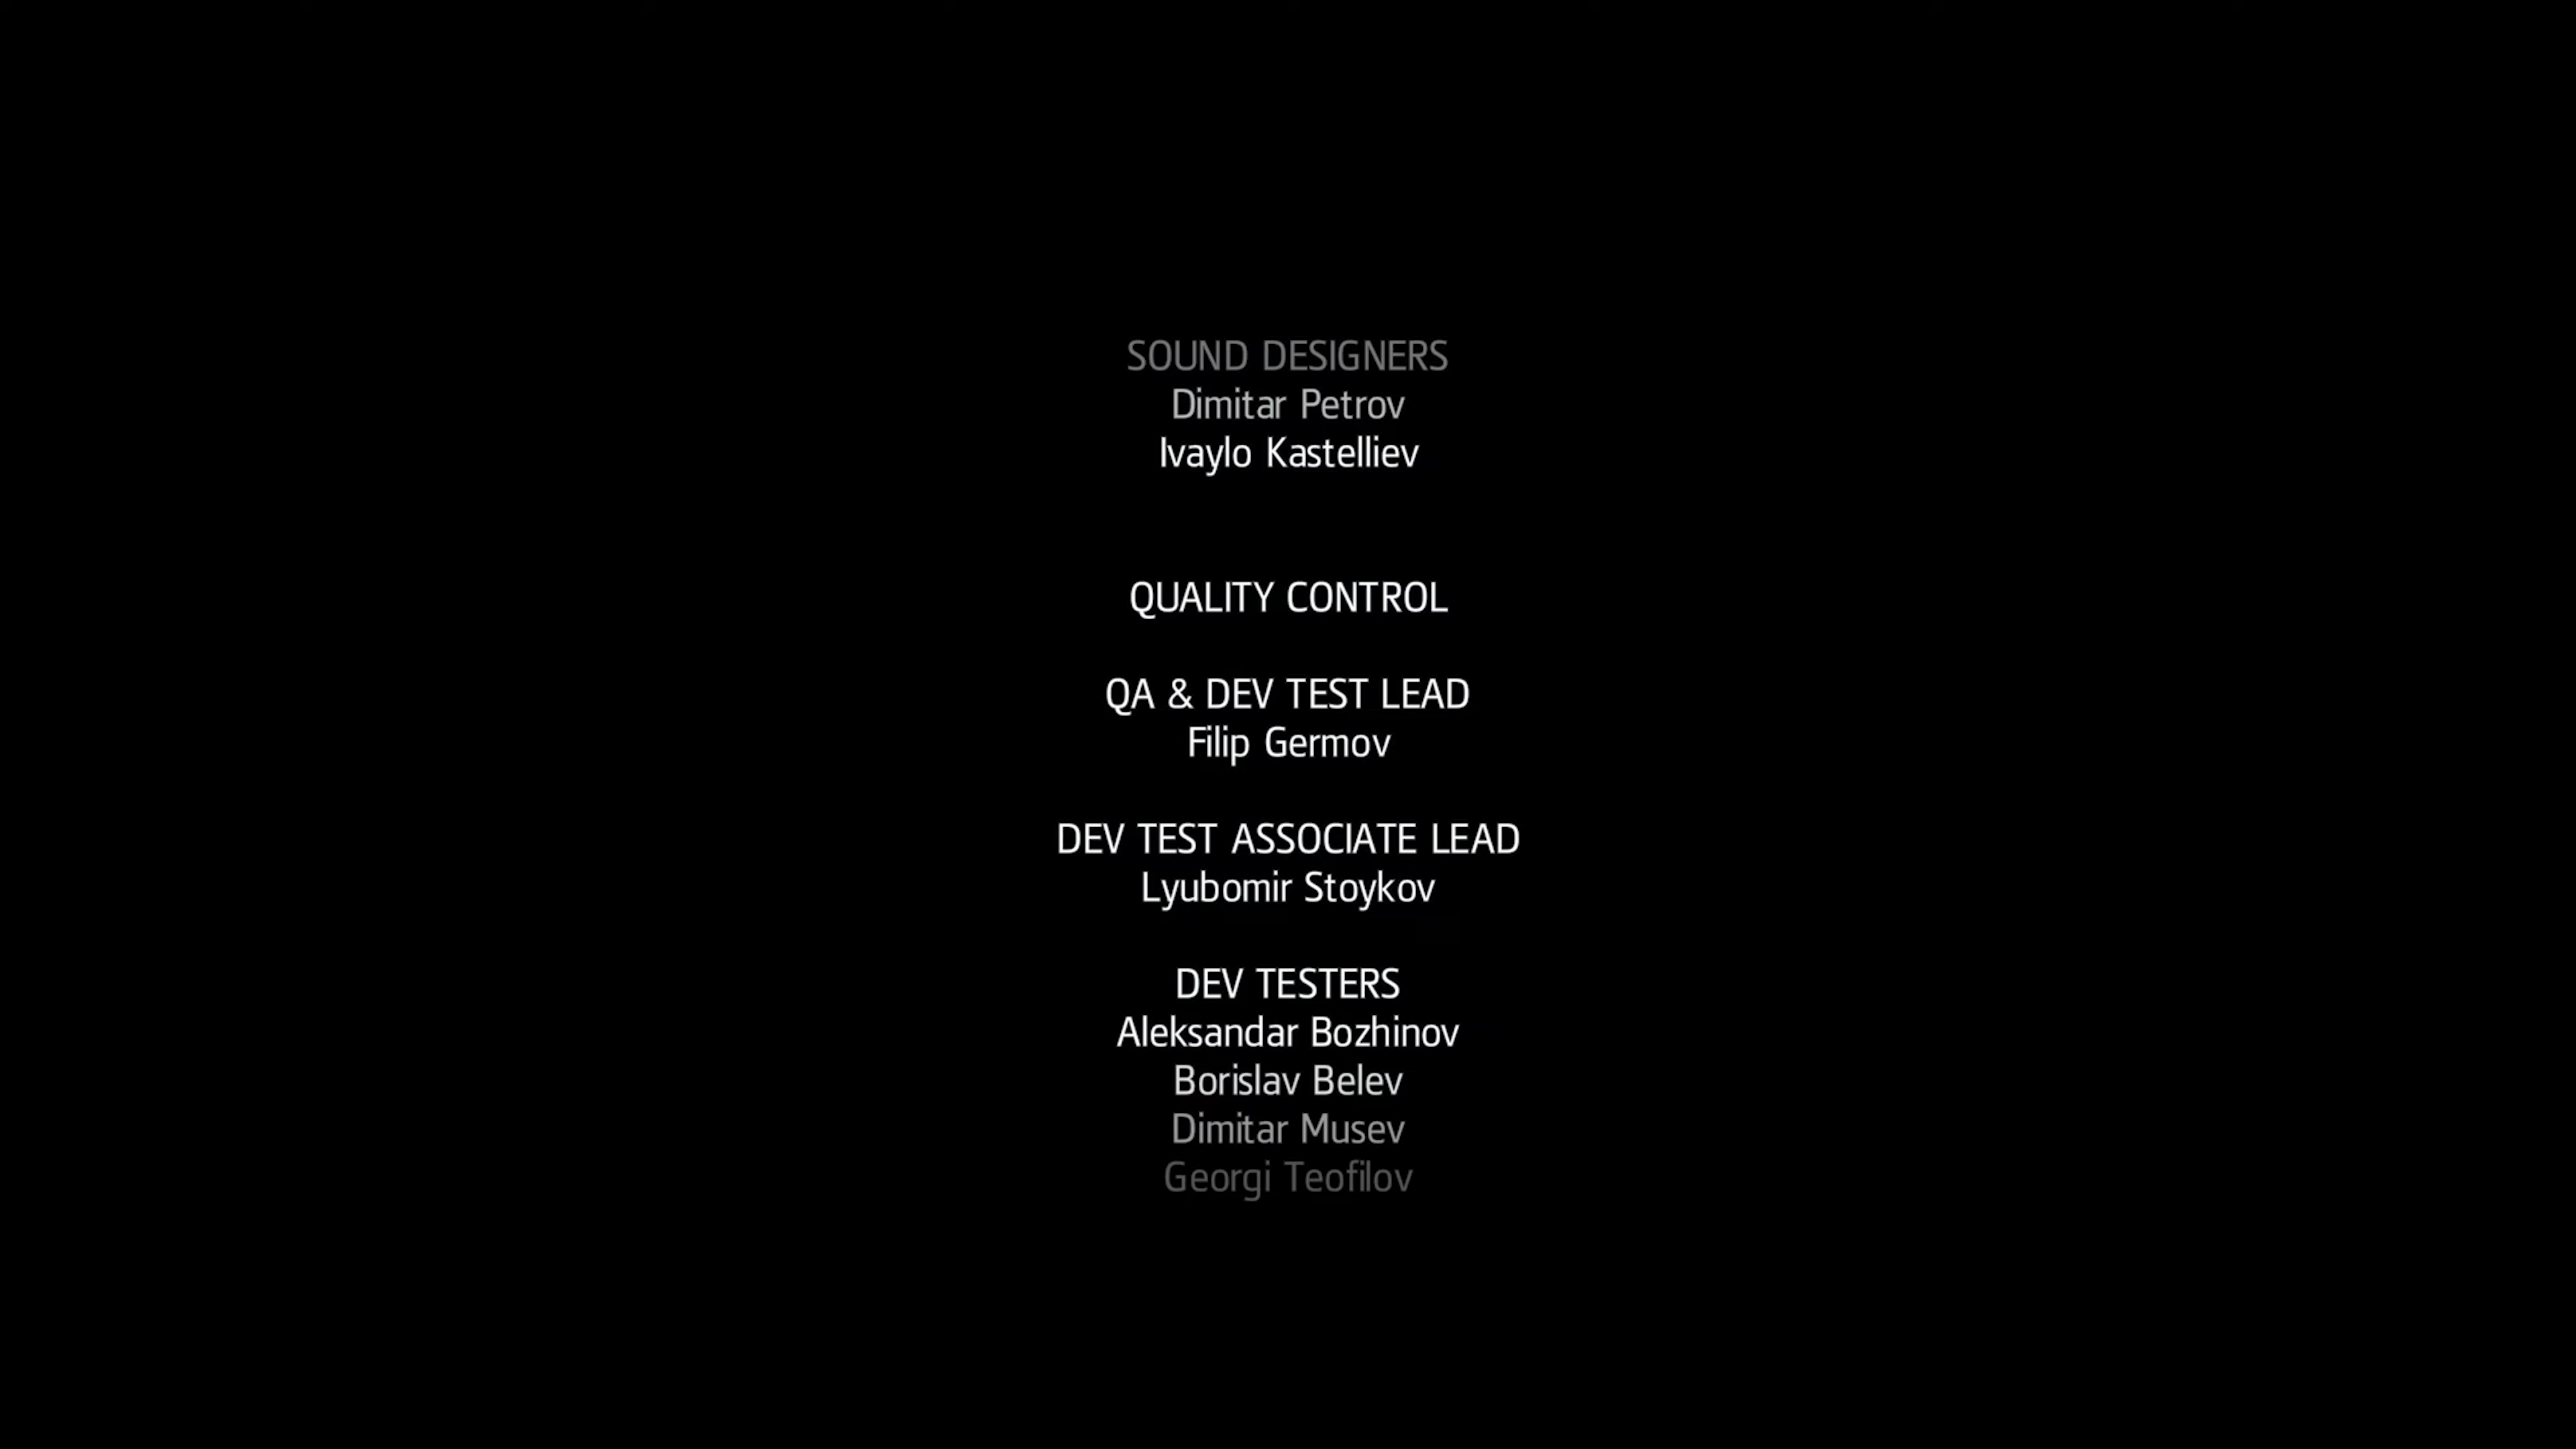 SOUND DESIGNERS
Dimitar Petrov
Ivaylo Kastelliev
QUALITY CONTROL
QA & DEV TEST LEAD
Filip Germov
DEV TEST ASSOCIATE LEAD
Lyubomir Stoykov
DEV TESTERS
Aleksandar Bozhinov
Borislav Belev
Dimitar Musev
Georgi Teofilov